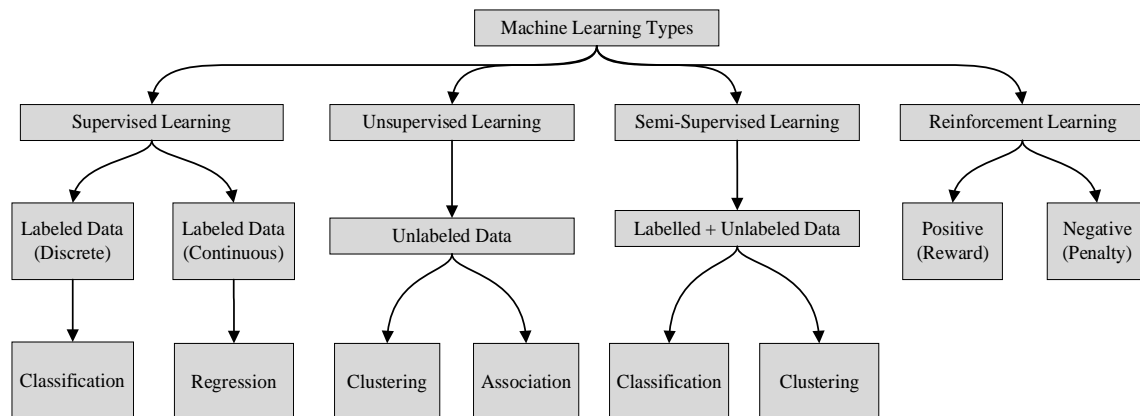 Machine Learning Types
Supervised Learning
Unsupervised Learning
Semi-Supervised Learning
Reinforcement Learning
Labeled Data
(Discrete)
Labeled Data
(Continuous)
Unlabeled Data
Labelled + Unlabeled Data
Positive
(Reward)
Negative
(Penalty)
Classification
Regression
Clustering
Association
Classification
Clustering